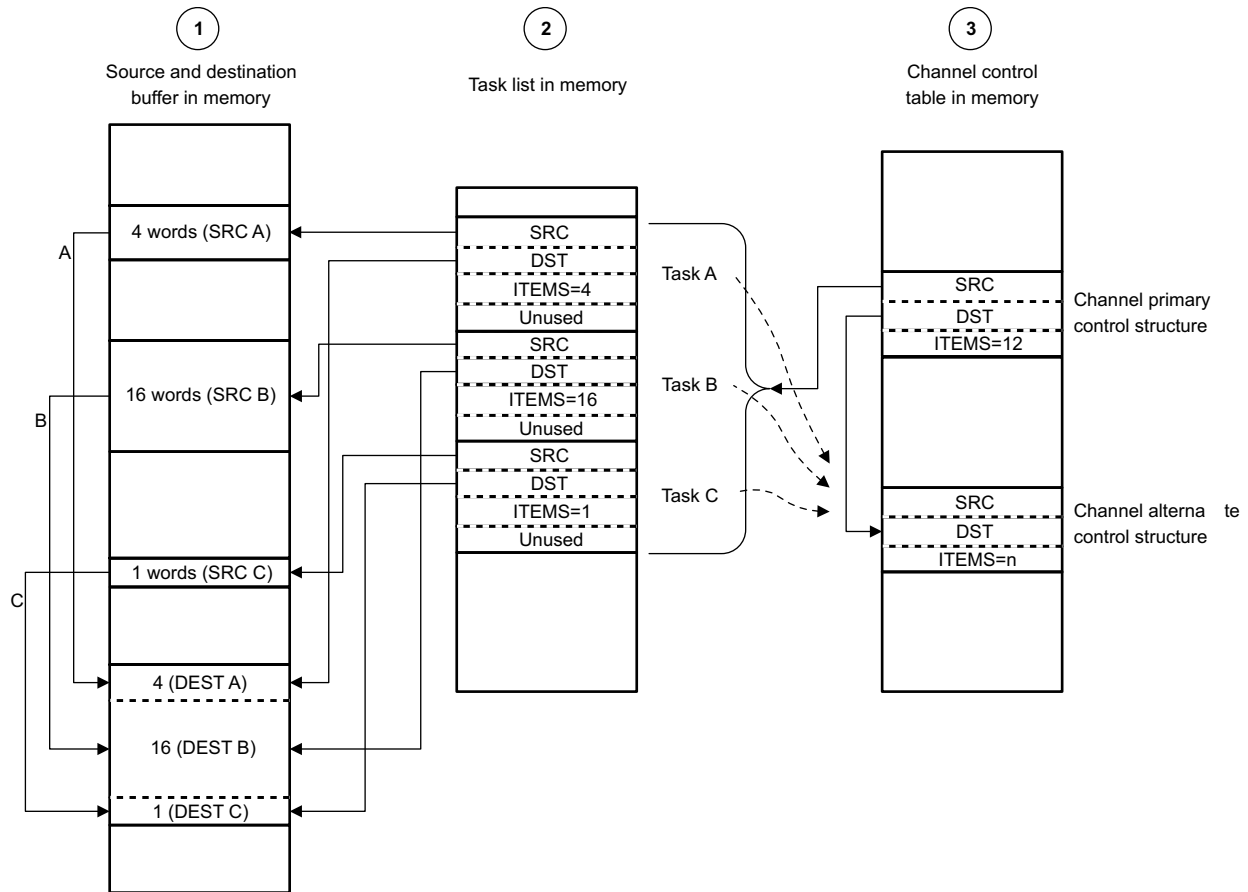 1
Source and destination
buffer in memory
4 words (SRC A)
16 words (SRC B)
1 words (SRC C)
4 (DEST A)
16 (DEST B)
1 (DEST C)
A
B
C
2
Task list in memory
SRC
DST
ITEMS=4
Unused
SRC
DST
ITEMS=16
Unused
SRC
DST
ITEMS=1
Unused
Task A
Task B
Task C
3
Channel control
table in memory
SRC
DST
ITEMS=12
Channel primary
control structure
SRC
DST
ITEMS=n
Channel alterna te
control structure